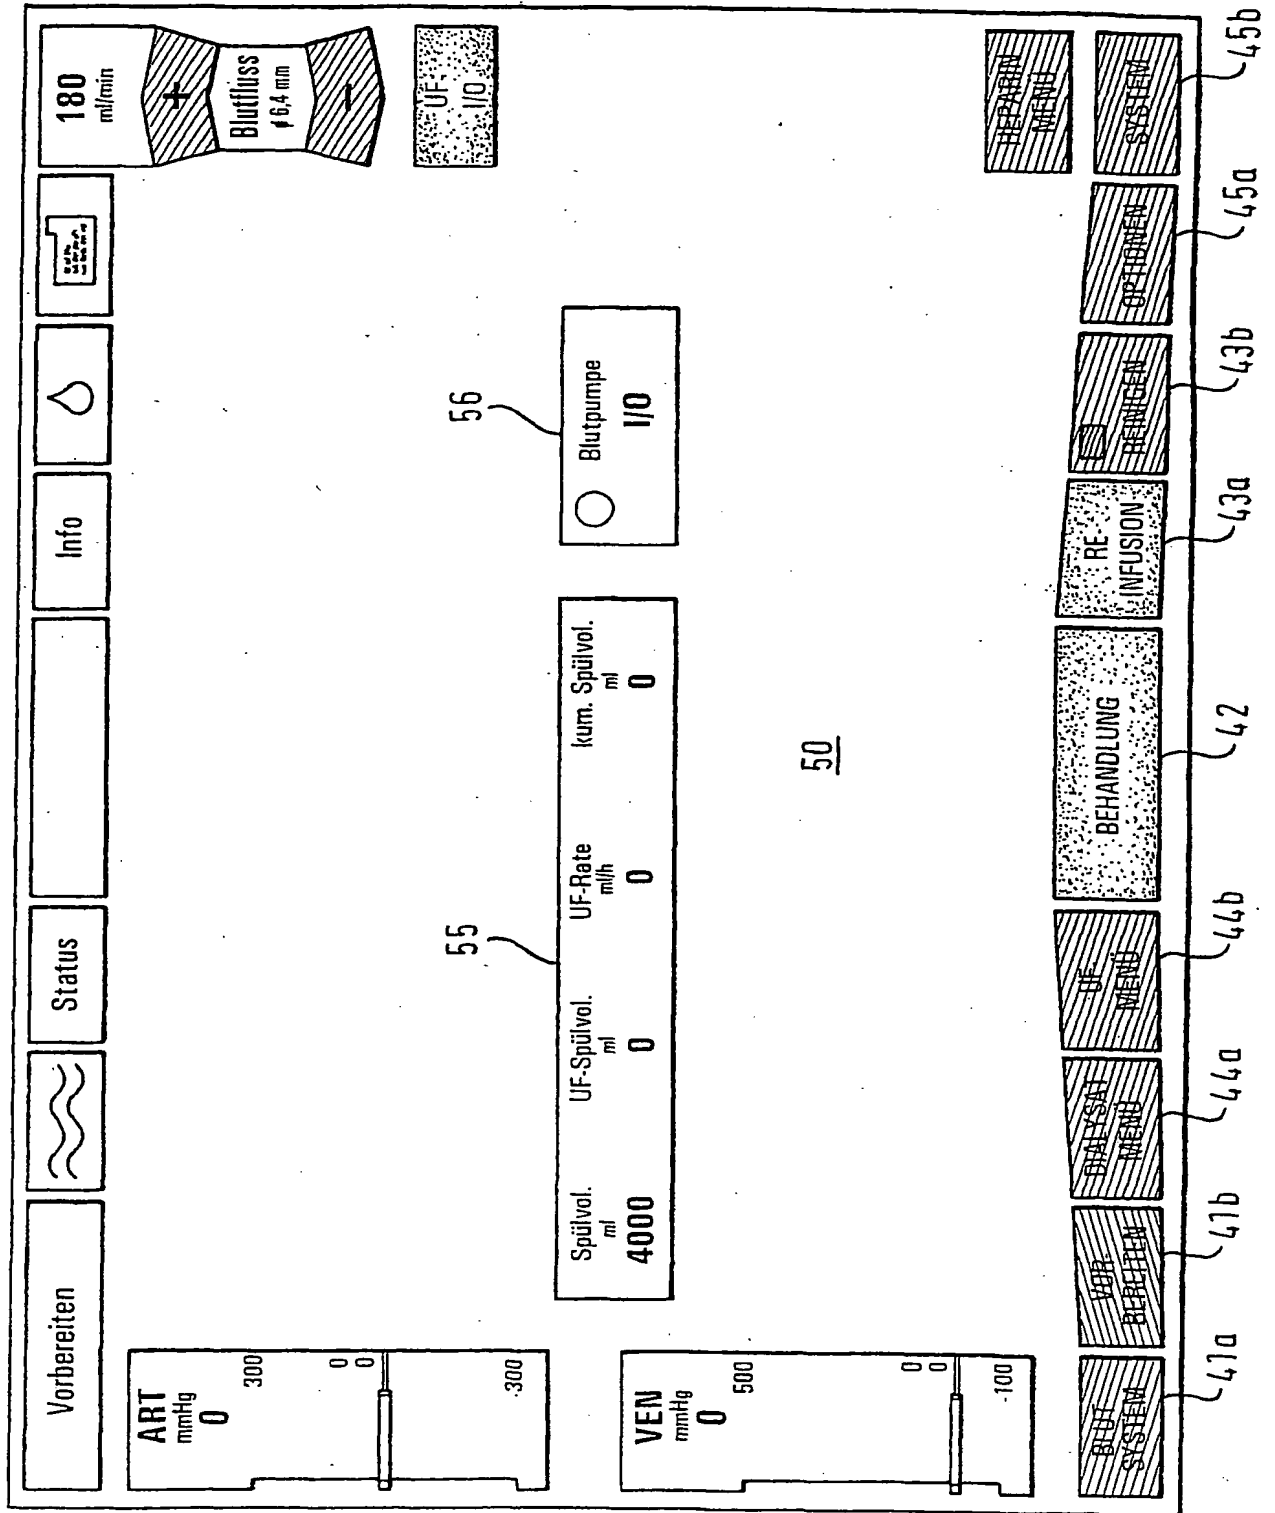 Vorbereiten
Status
Info
180
ml/min
+
Blutfluss
ø 6,4 mm
–
UF
I/O
ART
mmHg
0
300
0
0
-300
VEN
mmHg
0
500
0
0
-100
55
Spülvol.
ml
4000
UF-Spülvol.
ml
0
UF-Rate
ml/h
0
kum. Spülvol.
ml
0
56
Blutpumpe
I/O
50
HEPARIN
MENÜ
BLUT
SYSTEM
VOR-
BEREITEN
DIALYSAT
MENÜ
UF-
MENÜ
BEHANDLUNG
RE-
INFUSION
REINIGEN
OPTIONEN
SYSTEM
41a
41b
44a
44b
42
43a
43b
45a
45b